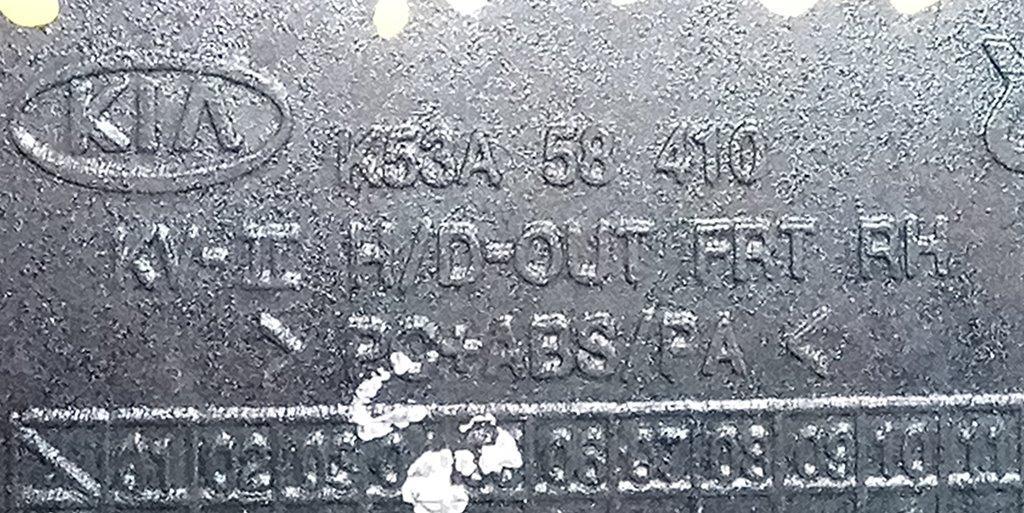 KIA K53A 58 410
KV-II H/D-OUT FRT RH
> PC+ABS/PA <
01 02 03 06 07 08 09 10 11